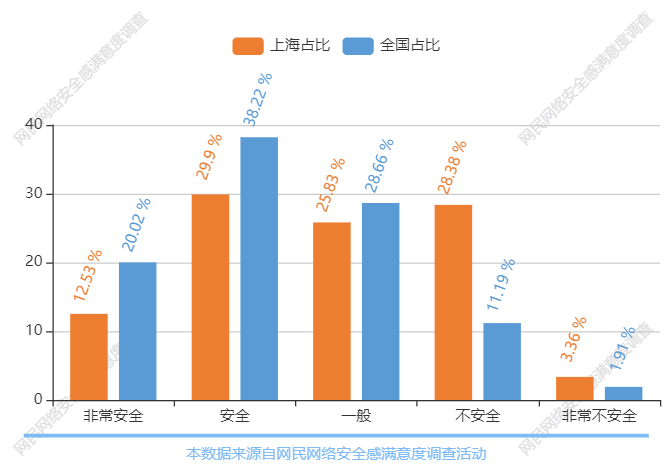 网民网络安全感满意度调查 网民网络安全感满意度调查
上海占比 全国占比
40
30
20
10
0
12.53 % 20.02 % 29.9 % 38.22 % 25.83 % 28.66 % 28.38 % 11.19 % 3.36 % 1.91 %
非常安全 安全 一般 不安全 非常不安全
网民网络安全感满意度调查 网民网络安全感满意度调查
本数据来源自网民网络安全感满意度调查活动